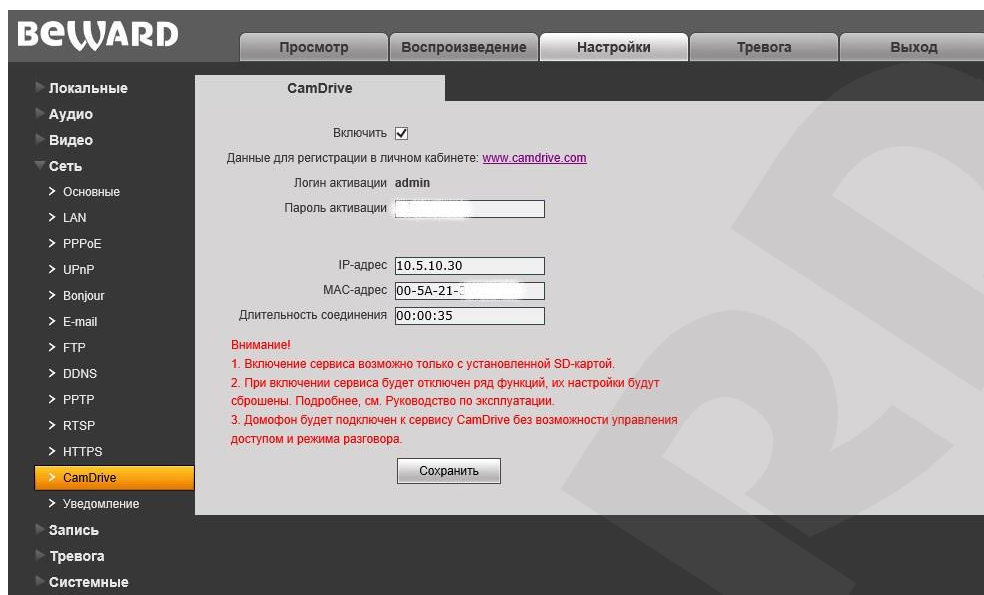 BEWARD
Просмотр Воспроизведение Настройки Тревога Выход
Локальные
Аудио
Видео
Сеть
Основные
LAN
PPPoE
UPnP
Bonjour
E-mail
FTP
DDNS
PPTP
RTSP
HTTPS
CamDrive
Уведомление
Запись
Тревога
Системные
CamDrive
Включить
Данные для регистрации в личном кабинете: www.camdrive.com
Логин активации admin
Пароль активации
IP-адрес 10.5.10.30
MAC-адрес 00-5A-21-
Длительность соединения 00:00:35
Внимание!
1. Включение сервиса возможно только с установленной SD-картой.
2. При включении сервиса будет отключен ряд функций, их настройки будут
сброшены. Подробнее, см. Руководство по эксплуатации.
3. Домофон будет подключен к сервису CamDrive без возможности управления
доступом и режима разговора.
Сохранить